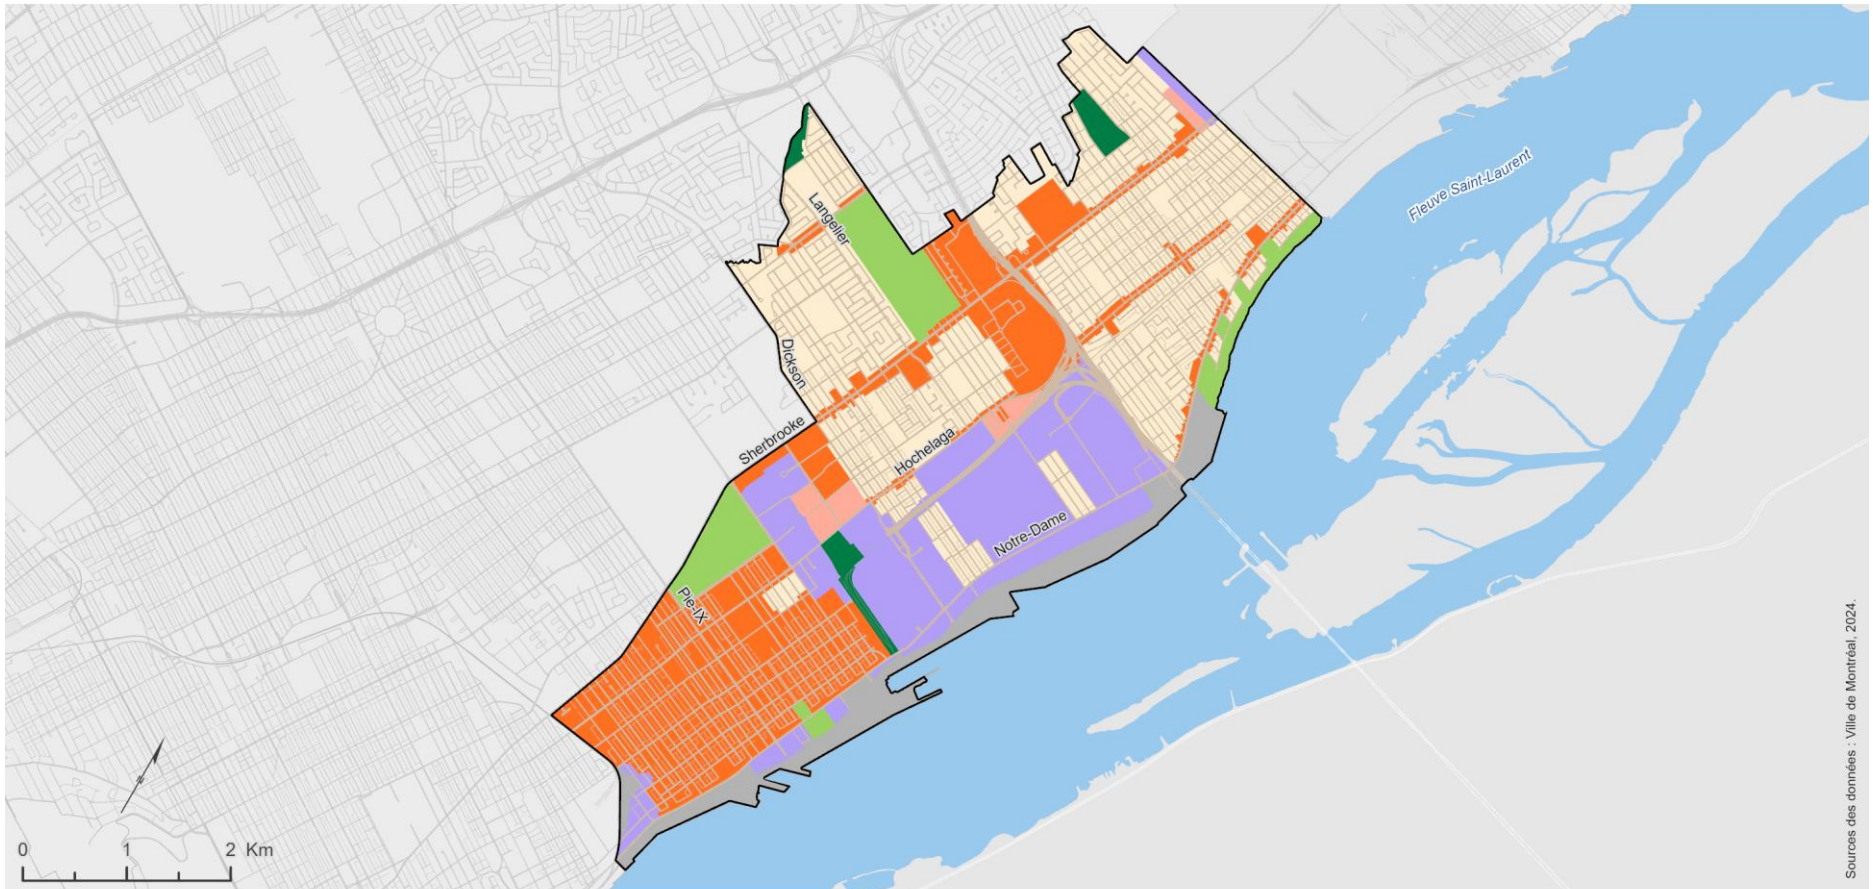 Fleuve Saint-Laurent
Langelier
Dickson
Sherbrooke
Hochelaga
Notre-Dame
Pie-IX
N
0 1 2 Km
Sources des données : Ville de Montréal, 2024.